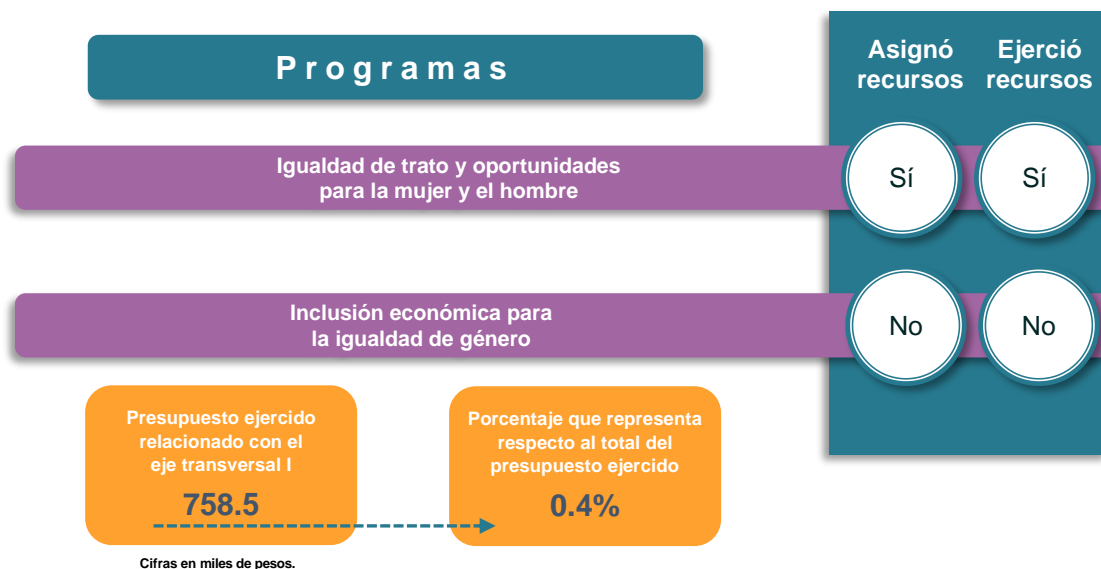 Programas
Asignó
recursos
Ejerció
recursos
Igualdad de trato y oportunidades
para la mujer y el hombre
Sí
Sí
Inclusión económica para
la igualdad de género
No
No
Presupuesto ejercido
relacionado con el
eje transversal I
758.5
Porcentaje que representa
respecto al total del
presupuesto ejercido
0.4%
Cifras en miles de pesos.